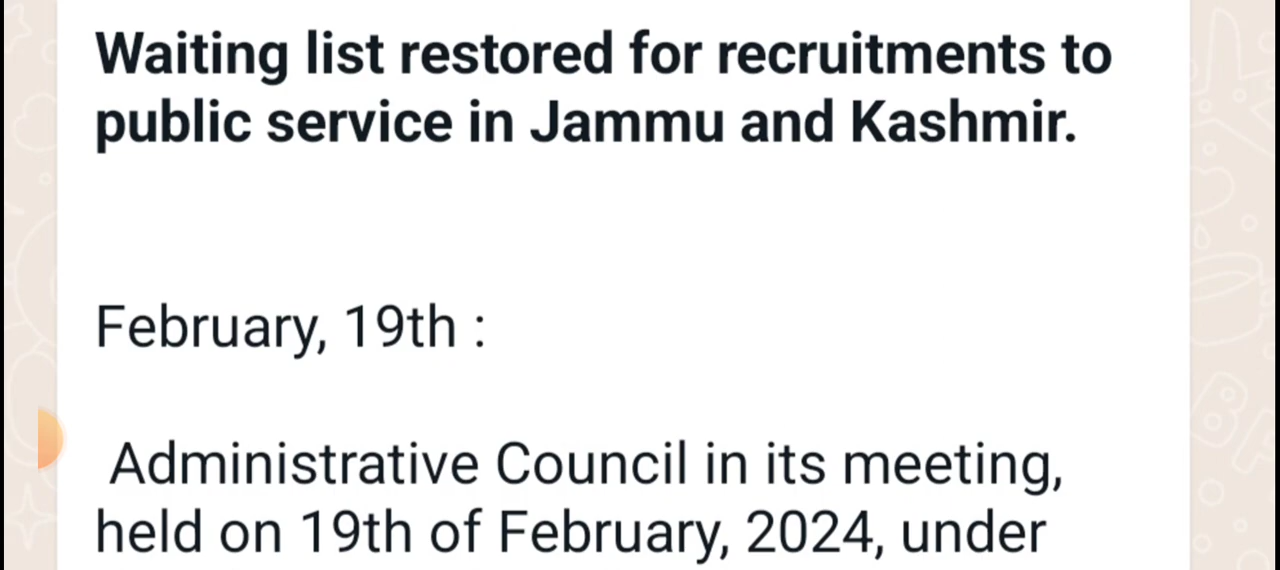 Waiting list restored for recruitments to
public service in Jammu and Kashmir.
February, 19th :
Administrative Council in its meeting,
held on 19th of February, 2024, under